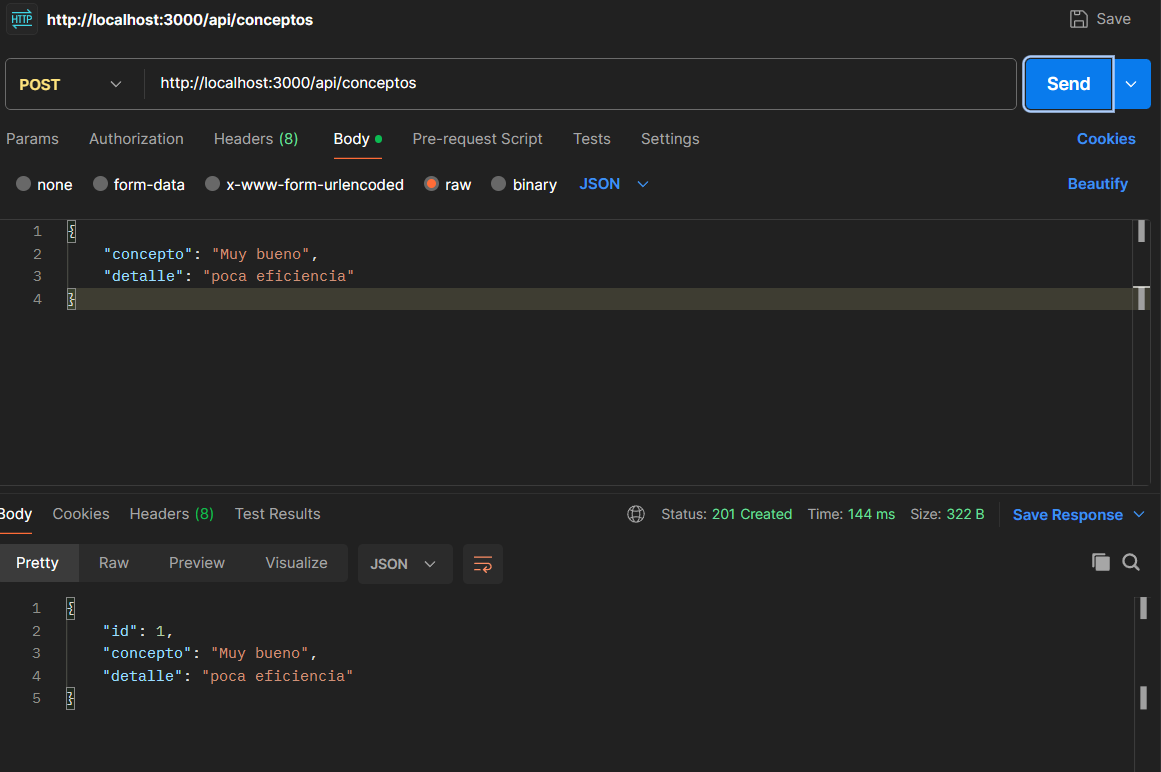 HTTP http://localhost:3000/api/conceptos Save
POST http://localhost:3000/api/conceptos Send
Params Authorization Headers (8) Body Pre-request Script Tests Settings Cookies
none form-data x-www-form-urlencoded raw binary JSON Beautify
1 {
2 "concepto": "Muy bueno",
3 "detalle": "poca eficiencia"
4 }
Body Cookies Headers (8) Test Results Status: 201 Created Time: 144 ms Size: 322 B Save Response
Pretty Raw Preview Visualize JSON
1 {
2 "id": 1,
3 "concepto": "Muy bueno",
4 "detalle": "poca eficiencia"
5 }